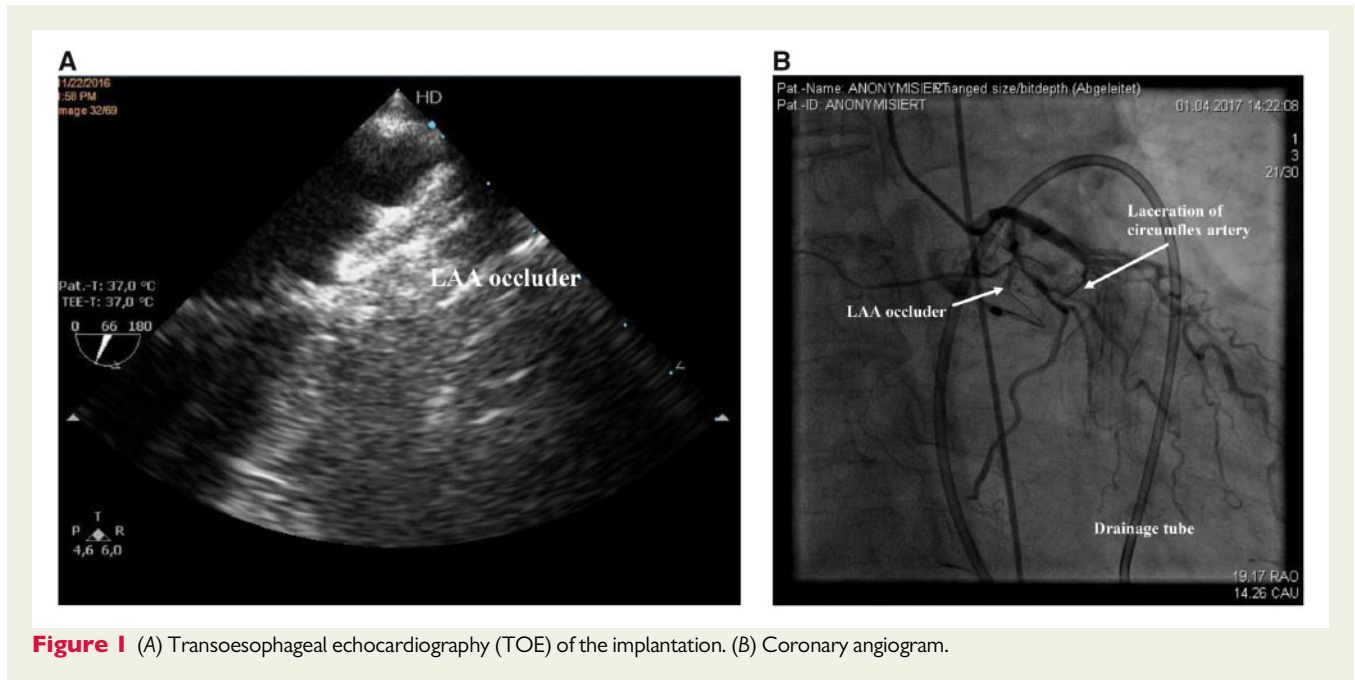 A
11/22/2016
1:58 PM
mage 32/69
HD
LAA occluder
Pat.-T: 37,0 °C
TEE-T: 37,0 °C
0 66 180
T
P R
4,6 6,0
B
Pat.-Name: ANONYMISIERT
hanged size/bitdepth (Abgeleitet)
Pat.-ID: ANONYMISIERT
01.04.2017 14:22:08
1
3
21/30
Laceration of
circumflex artery
LAA occluder
Drainage tube
19.17 RAO
14.26 CAU
Figure 1 (A) Transoesophageal echocardiography (TOE) of the implantation. (B) Coronary angiogram.